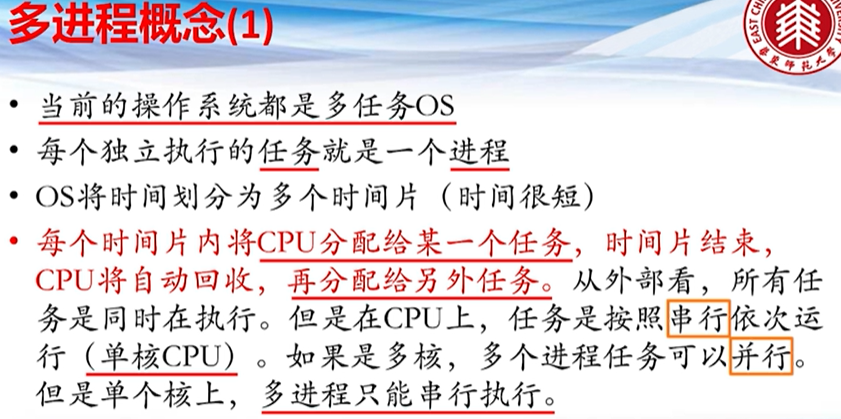 多进程概念(1)
EAST CHI
UNIVERSITY
華東师范大学
• 当前的操作系统都是多任务OS
• 每个独立执行的任务就是一个进程
• OS将时间划分为多个时间片（时间很短）
• 每个时间片内将CPU分配给某一个任务，时间片结束，
CPU将自动回收，再分配给另外任务。从外部看，所有任
务是同时在执行。但是在CPU上，任务是按照串行依次运
行（单核CPU）。如果是多核，多个进程任务可以并行。
但是单个核上，多进程只能串行执行。